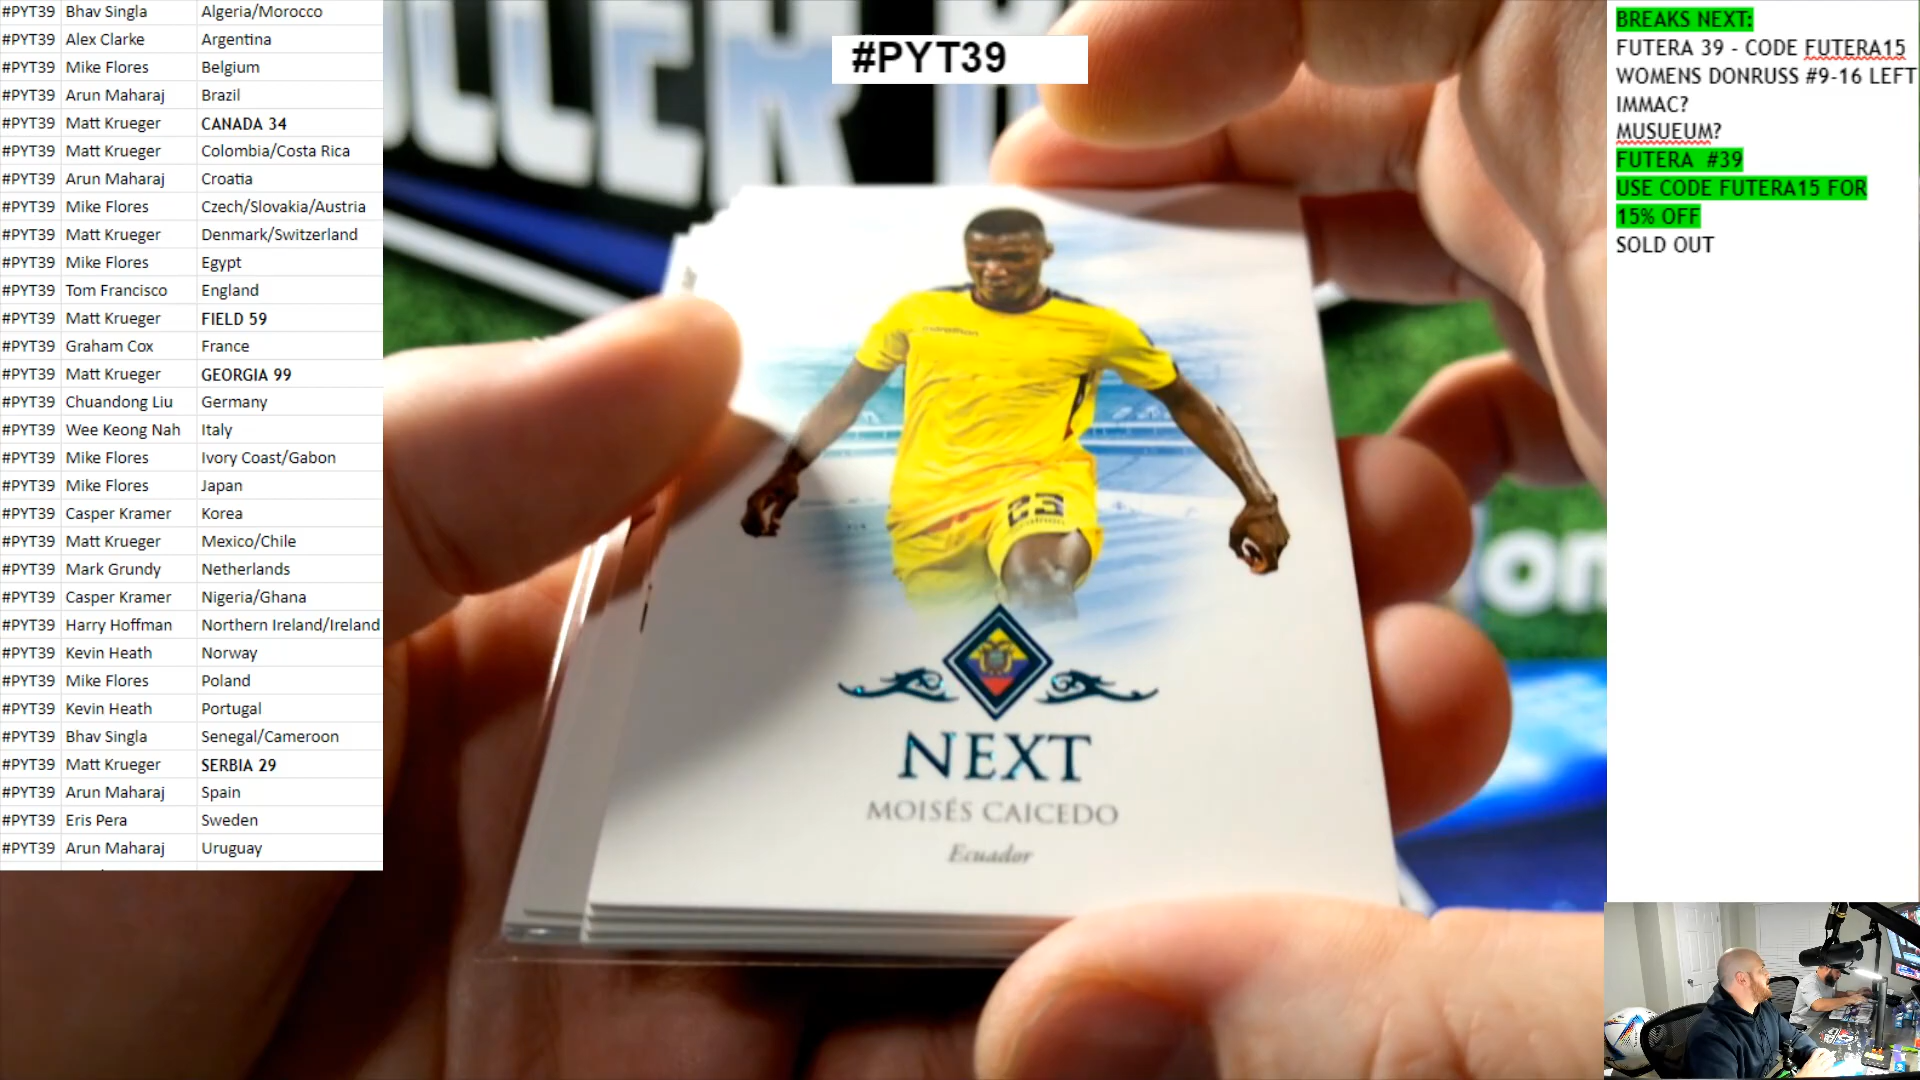 #PYT39 Bhav Singla Algeria/Morocco
#PYT39 Alex Clarke Argentina
#PYT39 Mike Flores Belgium
#PYT39 Arun Maharaj Brazil
#PYT39 Matt Krueger CANADA 34
#PYT39 Matt Krueger Colombia/Costa Rica
#PYT39 Arun Maharaj Croatia
#PYT39 Mike Flores Czech/Slovakia/Austria
#PYT39 Matt Krueger Denmark/Switzerland
#PYT39 Mike Flores Egypt
#PYT39 Tom Francisco England
#PYT39 Matt Krueger FIELD 59
#PYT39 Graham Cox France
#PYT39 Matt Krueger GEORGIA 99
#PYT39 Chuandong Liu Germany
#PYT39 Wee Keong Nah Italy
#PYT39 Mike Flores Ivory Coast/Gabon
#PYT39 Mike Flores Japan
#PYT39 Casper Kramer Korea
#PYT39 Matt Krueger Mexico/Chile
#PYT39 Mark Grundy Netherlands
#PYT39 Casper Kramer Nigeria/Ghana
#PYT39 Harry Hoffman Northern Ireland/Ireland
#PYT39 Kevin Heath Norway
#PYT39 Mike Flores Poland
#PYT39 Kevin Heath Portugal
#PYT39 Bhav Singla Senegal/Cameroon
#PYT39 Matt Krueger SERBIA 29
#PYT39 Arun Maharaj Spain
#PYT39 Eris Pera Sweden
#PYT39 Arun Maharaj Uruguay
#PYT39
marathon
23
NEXT
MOISÉS CAICEDO
Ecuador
BREAKS NEXT:
FUTERA 39 - CODE FUTERA15
WOMENS DONRUSS #9-16 LEFT
IMMAC?
MUSUEUM?
FUTERA #39
USE CODE FUTERA15 FOR
15% OFF
SOLD OUT